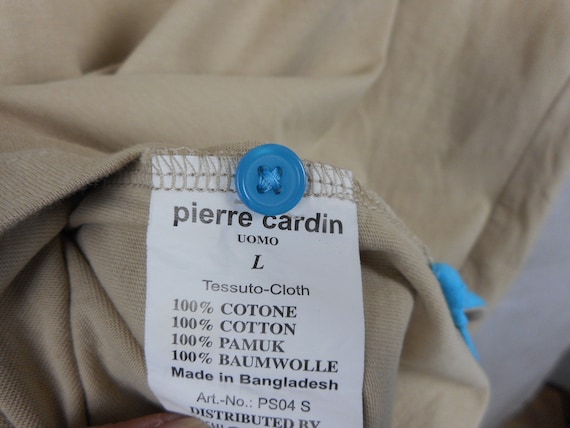 pierre cardin
UOMO
L
Tessuto-Cloth
100% COTONE
100% COTTON
100% PAMUK
100% BAUMWOLLE
Made in Bangladesh
Art.-No.: PS04 S
DISTRIBUTED BY